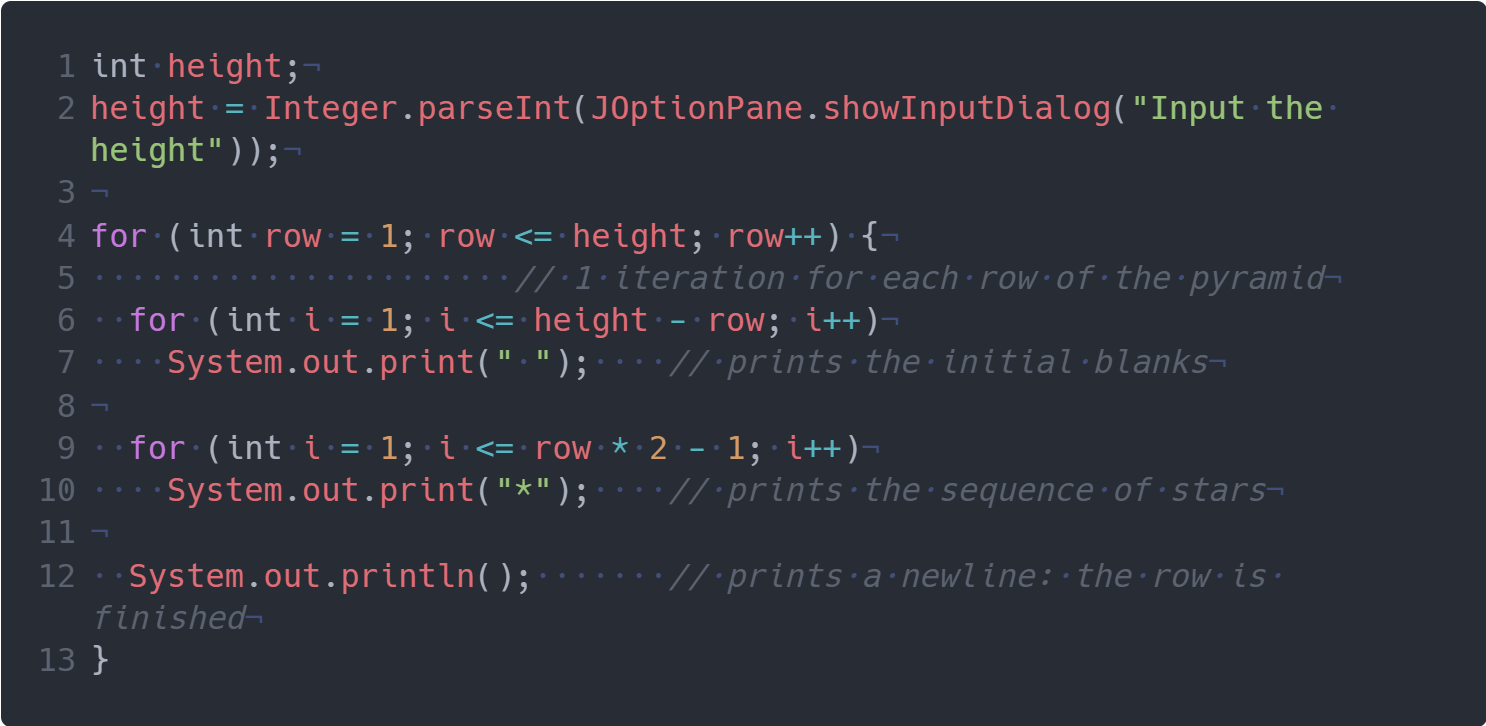 1 int height;¬
2 height = Integer.parseInt(JOptionPane.showInputDialog("Input the
height"));¬
3 ¬
4 for (int row = 1; row <= height; row++) {¬
5                       // 1 iteration for each row of the pyramid¬
6   for (int i = 1; i <= height - row; i++)¬
7     System.out.print(" ");    // prints the initial blanks¬
8 ¬
9   for (int i = 1; i <= row * 2 - 1; i++)¬
10     System.out.print("*");    // prints the sequence of stars¬
11 ¬
12   System.out.println();       // prints a newline: the row is
finished¬
13 }